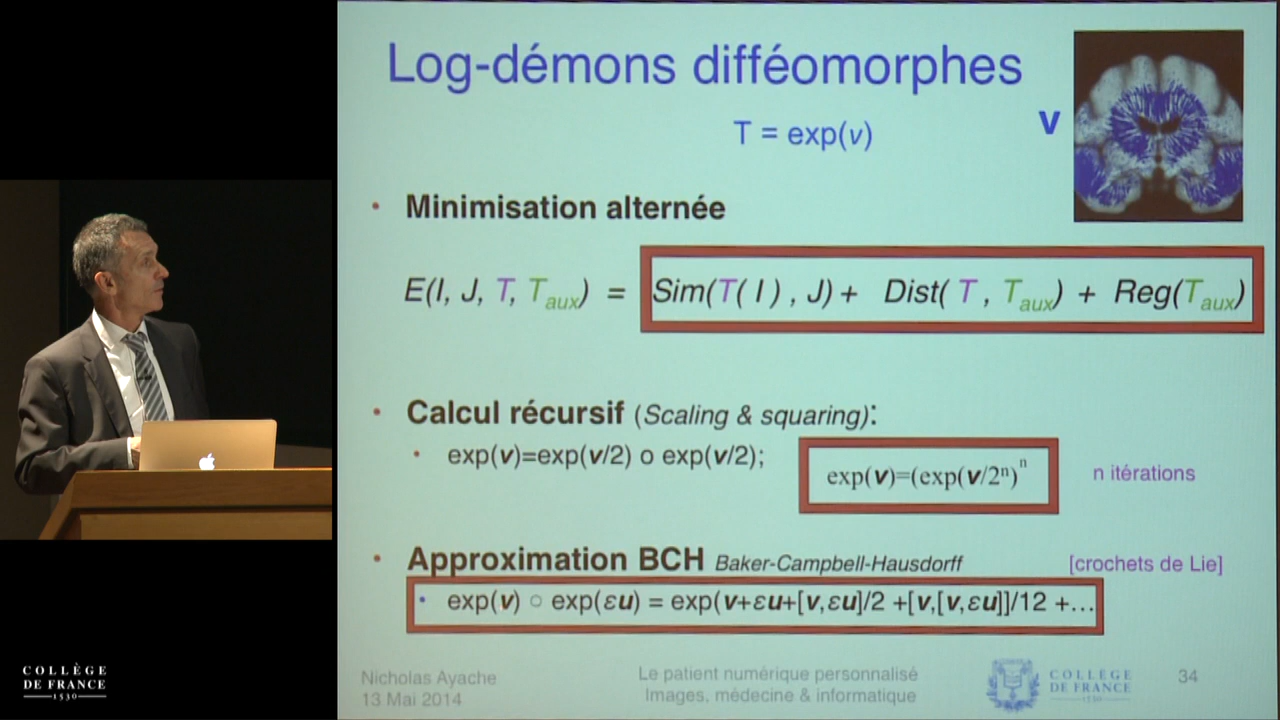 Log-démons difféomorphes
T = exp(v)
v
• Minimisation alternée
E(I, J, T, Taux) = Sim(T( I ) , J) + Dist( T , Taux) + Reg(Taux)
• Calcul récursif (Scaling & squaring):
• exp(v)=exp(v/2) o exp(v/2);
exp(v)=(exp(v/2ⁿ)ⁿ
n itérations
• Approximation BCH Baker-Campbell-Hausdorff [crochets de Lie]
• exp(v) ○ exp(εu) = exp(v+εu+[v,εu]/2 +[v,[v,εu]]/12 +…
COLLÈGE
DE FRANCE
1530
Nicholas Ayache
13 Mai 2014
Le patient numérique personnalisé
Images, médecine & informatique
COLLÈGE
DE FRANCE
1530
34